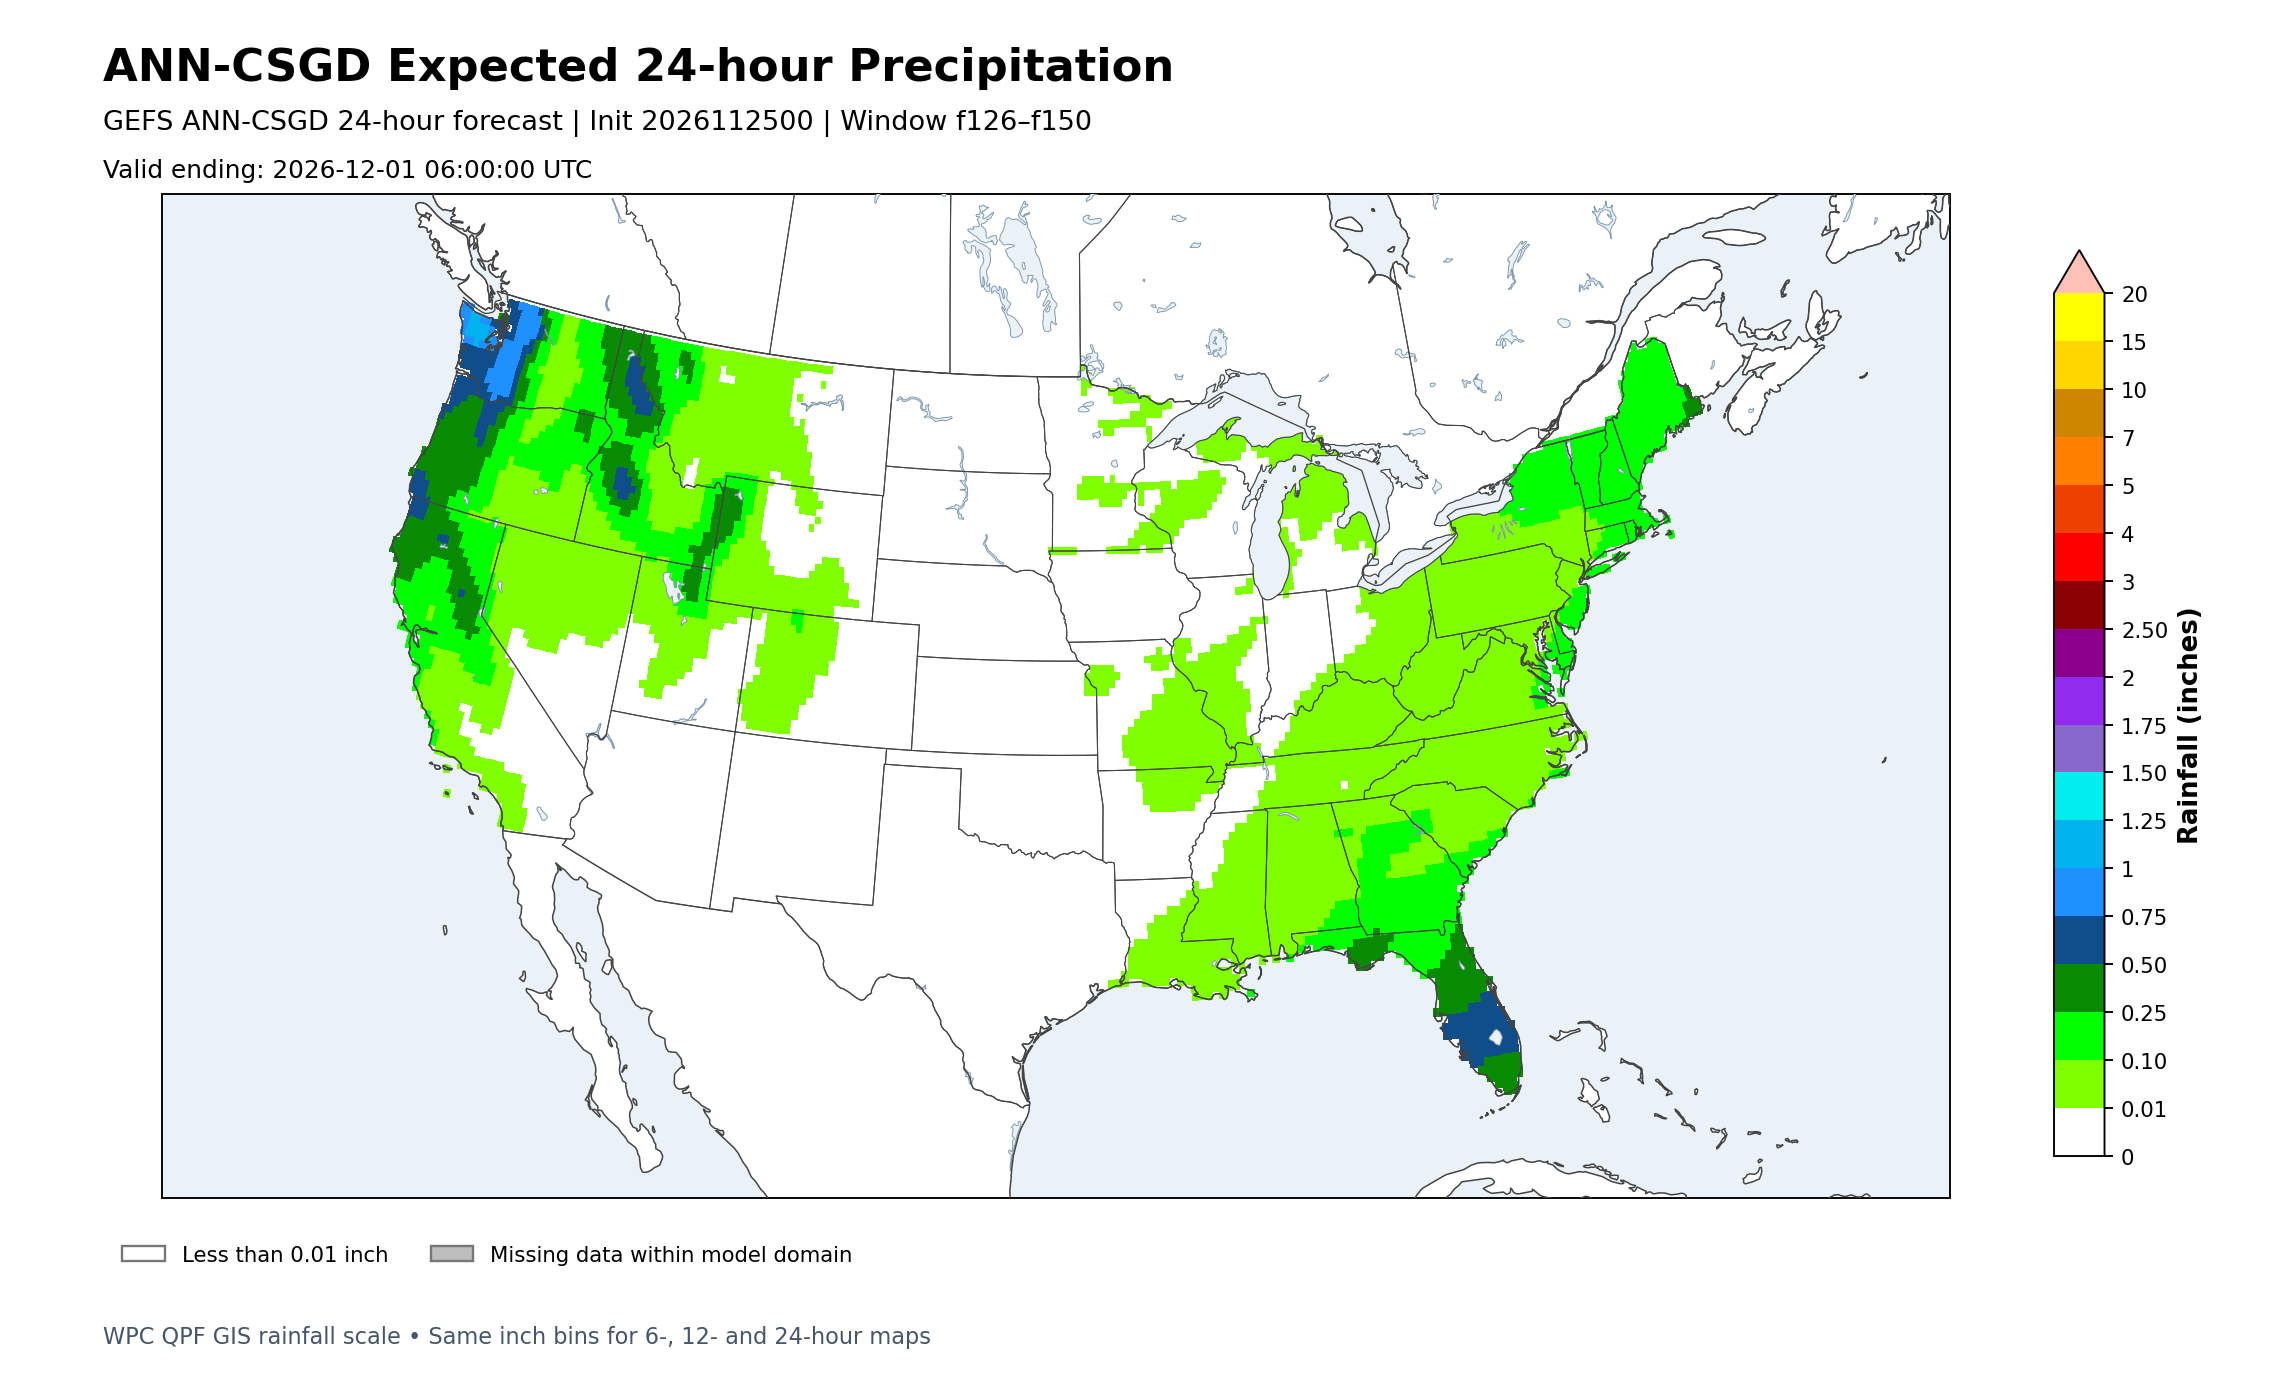 ANN-CSGD Expected 24-hour Precipitation
GEFS ANN-CSGD 24-hour forecast | Init 2026112500 | Window f126–f150
Valid ending: 2026-12-01 06:00:00 UTC
20
15
10
7
5
4
3
2.50
2
1.75
1.50
1.25
1
0.75
0.50
0.25
0.10
0.01
0
Rainfall (inches)
Less than 0.01 inch
Missing data within model domain
WPC QPF GIS rainfall scale • Same inch bins for 6-, 12- and 24-hour maps